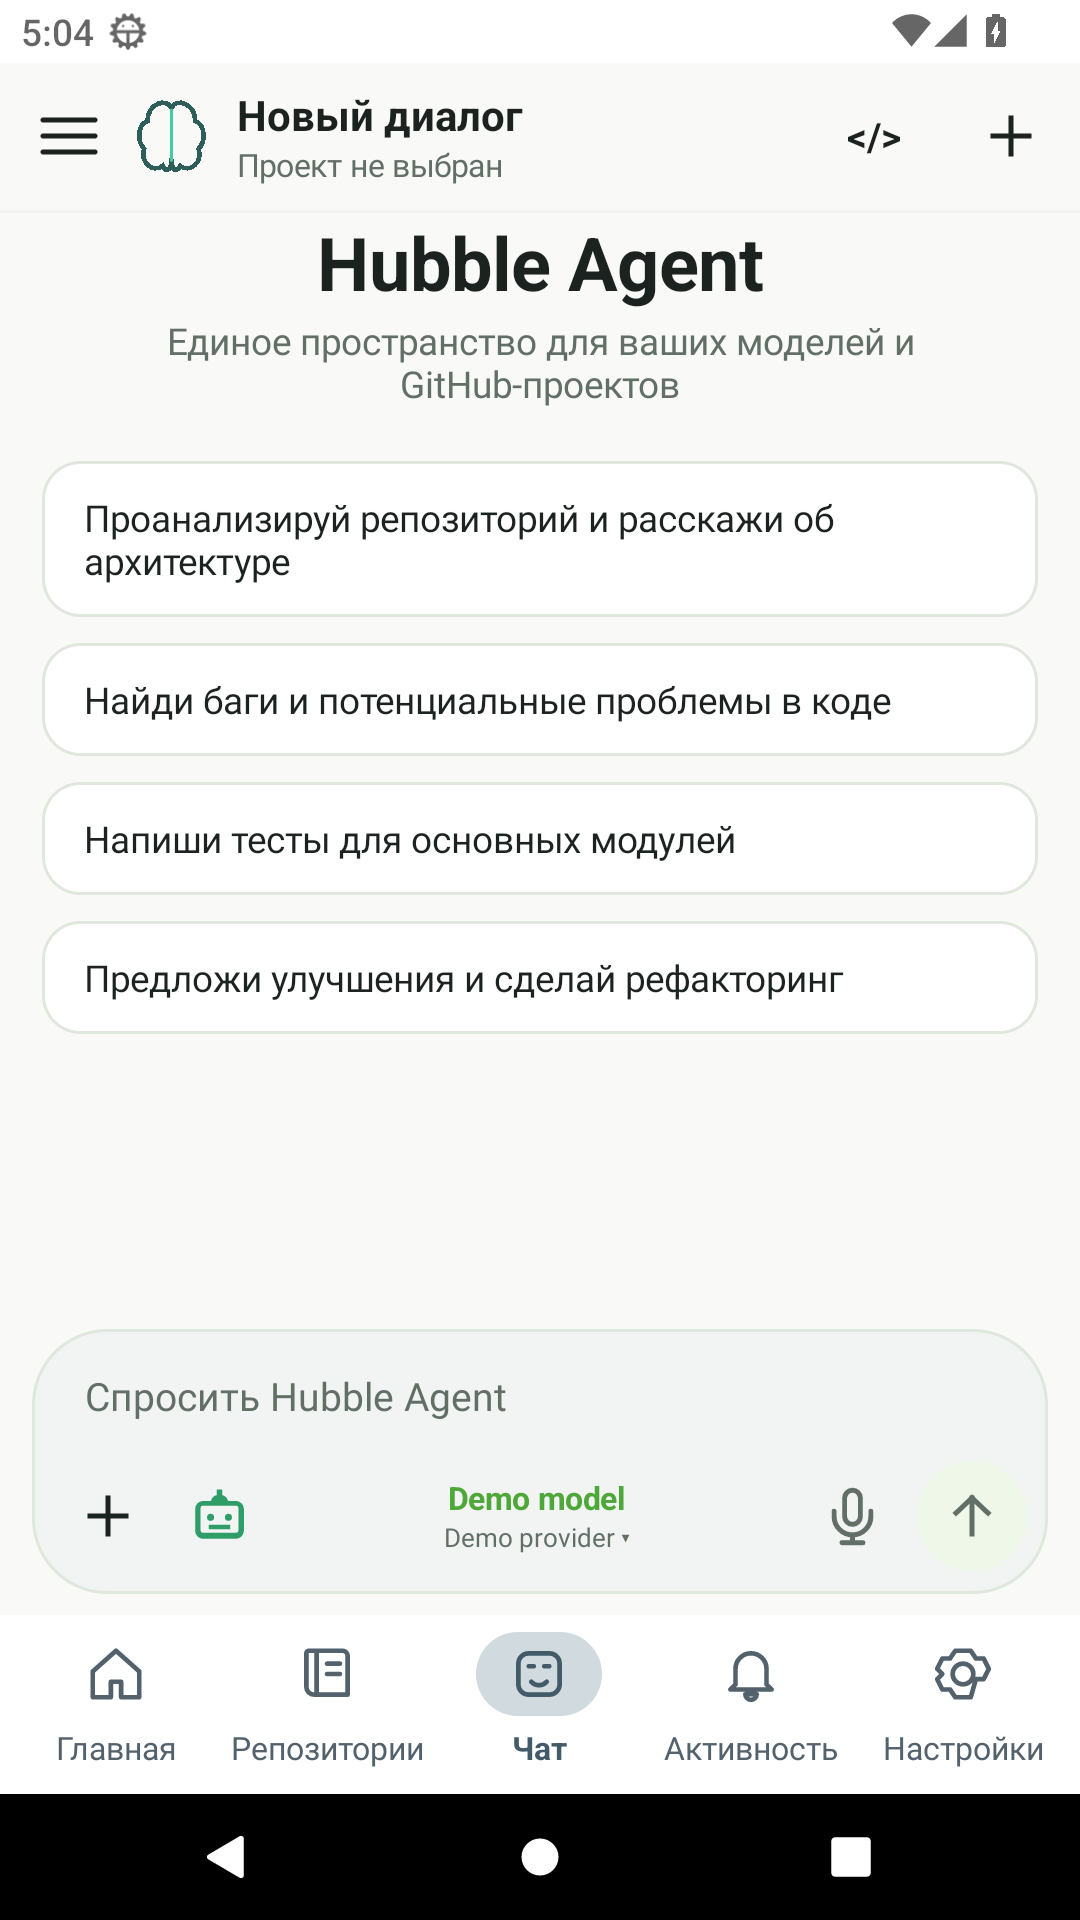 5:04
Новый диалог
Проект не выбран
</>
Hubble Agent
Единое пространство для ваших моделей и
GitHub-проектов
Проанализируй репозиторий и расскажи об
архитектуре
Найди баги и потенциальные проблемы в коде
Напиши тесты для основных модулей
Предложи улучшения и сделай рефакторинг
Спросить Hubble Agent
Demo model
Demo provider ▾
Главная
Репозитории
Чат
Активность
Настройки